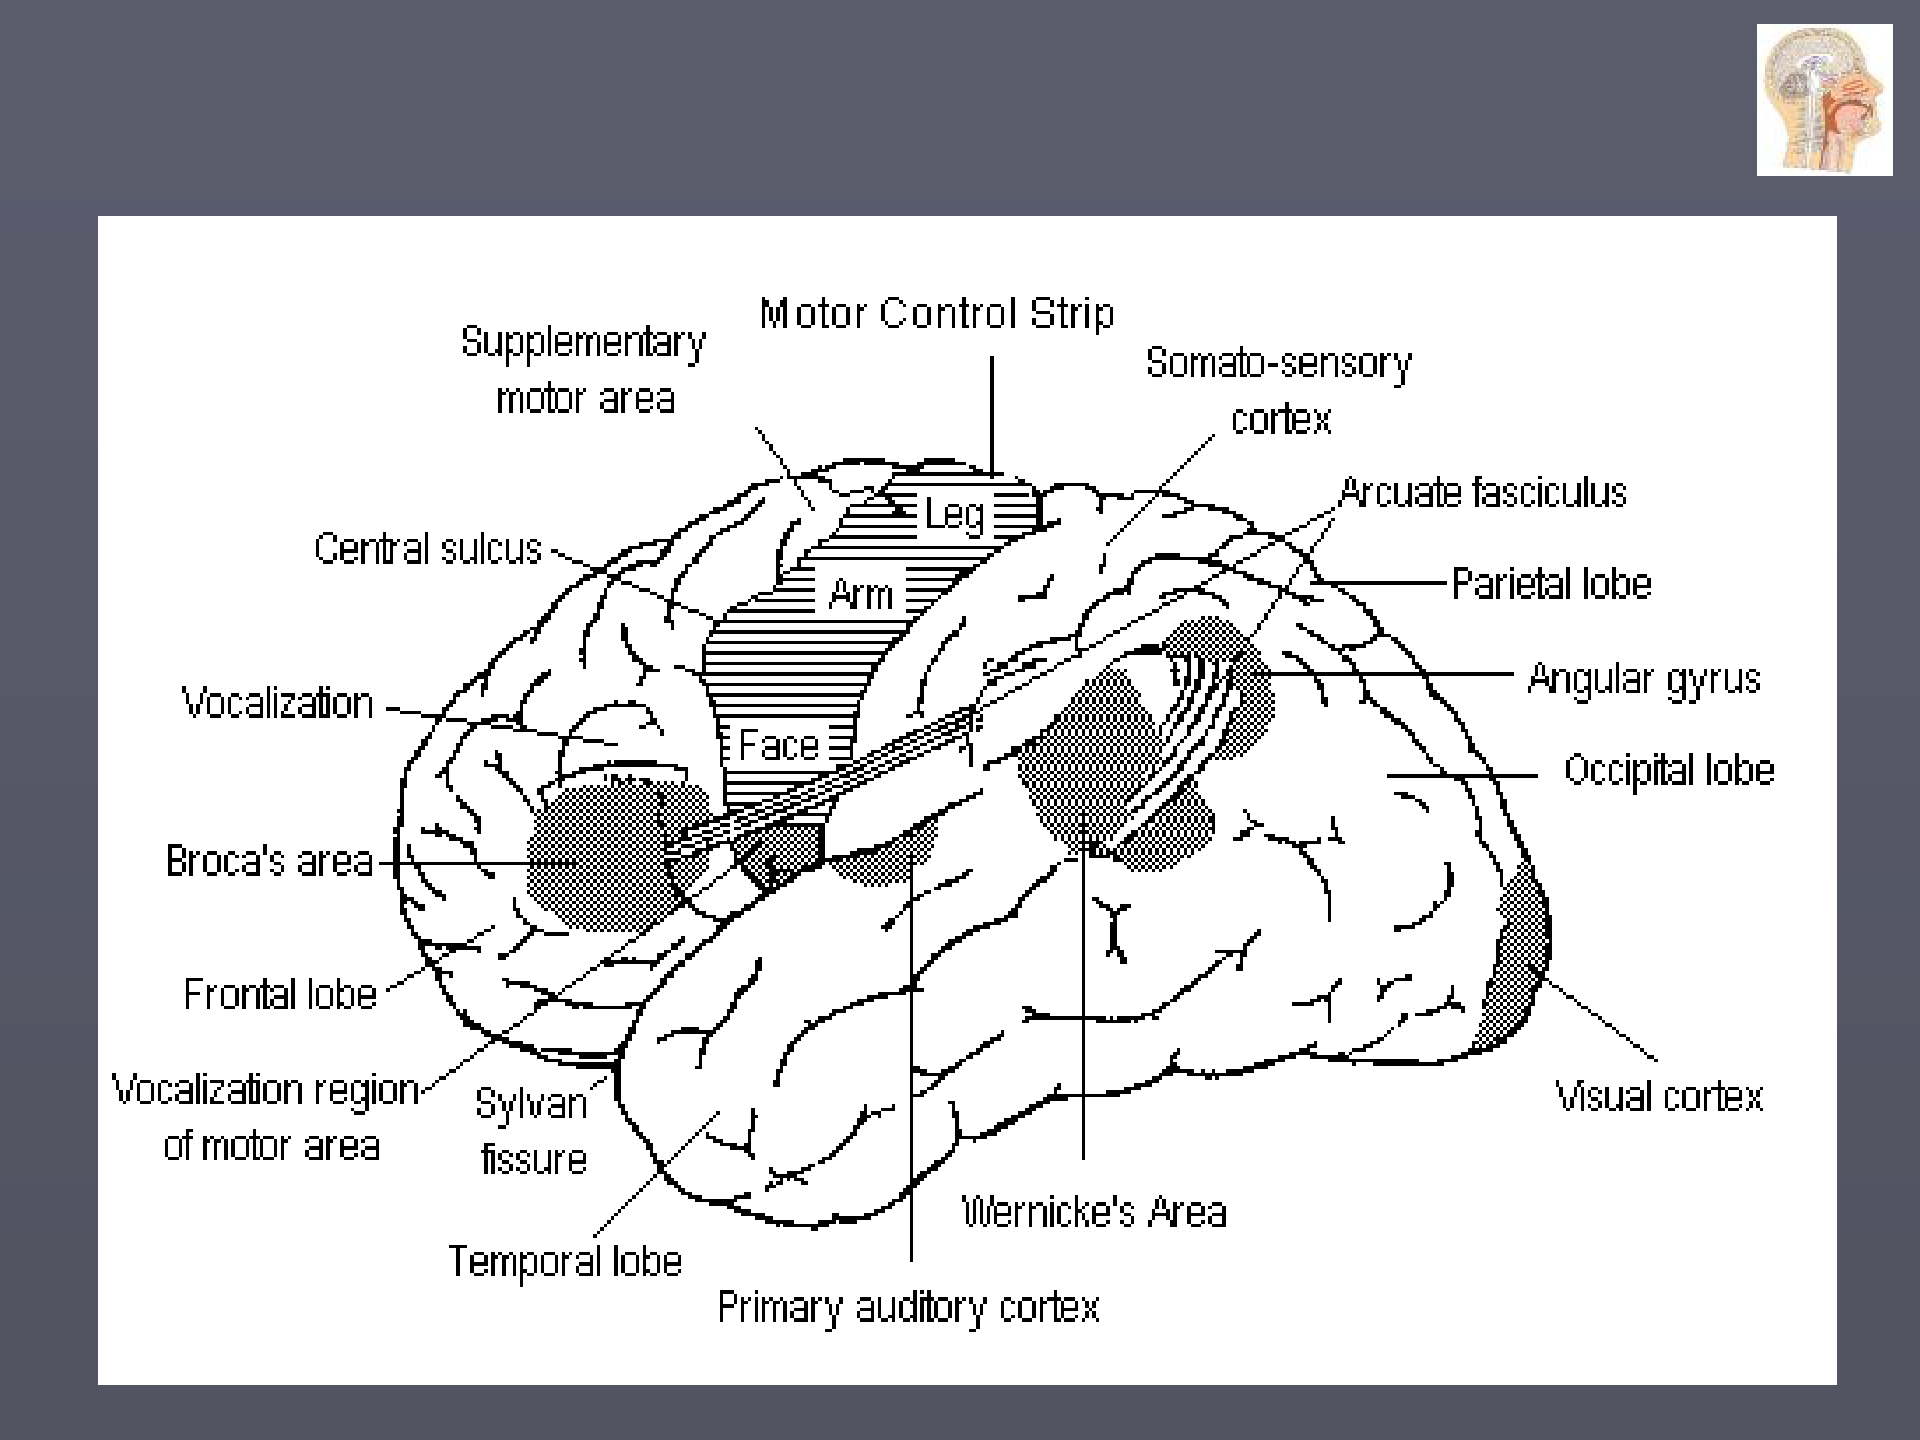 Motor Control Strip
Supplementary
motor area
Somato-sensory
cortex
Leg
Arcuate fasciculus
Central sulcus
Arm
Parietal lobe
Vocalization
Face
Angular gyrus
Occipital lobe
Broca's area
Frontal lobe
Vocalization region
of motor area
Sylvan
fissure
Visual cortex
Wernicke's Area
Temporal lobe
Primary auditory cortex